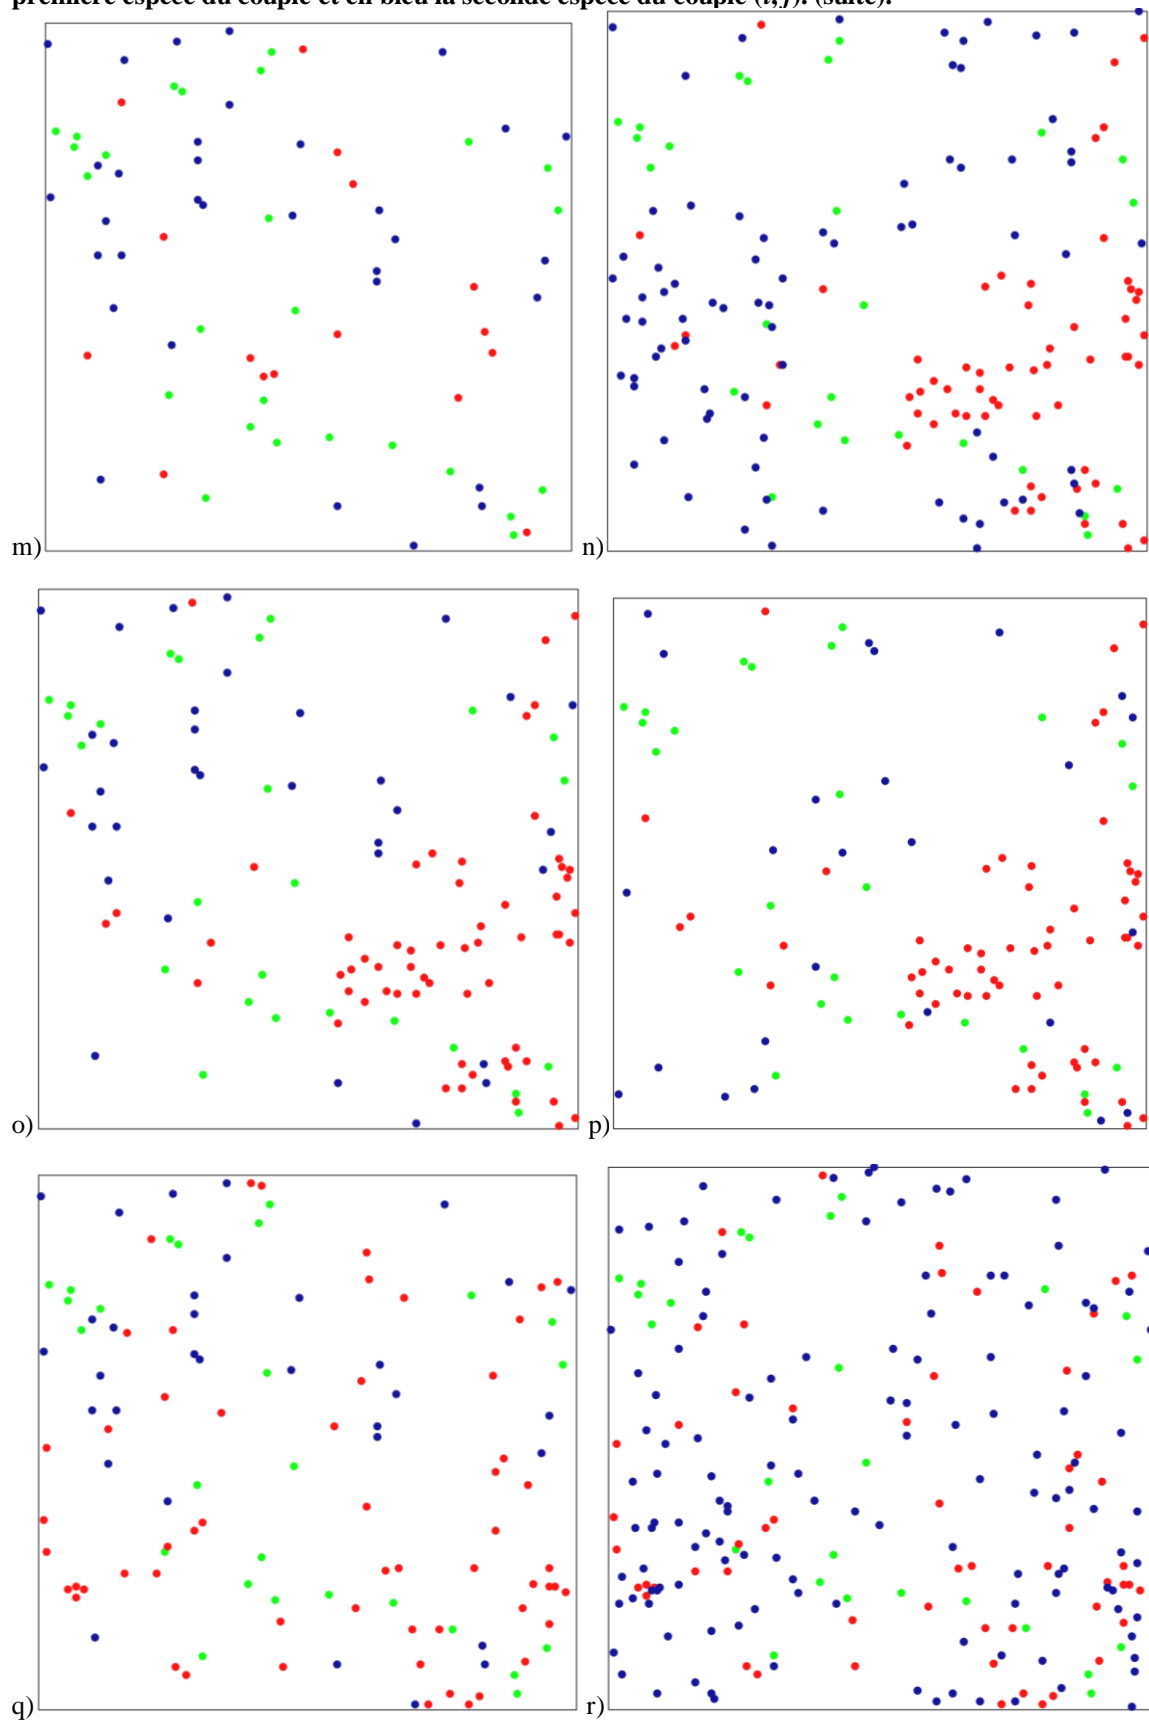 première espèce du couple et en bleu la seconde espèce du couple (i,j). (suite).
m) n)
o) p)
q) r)